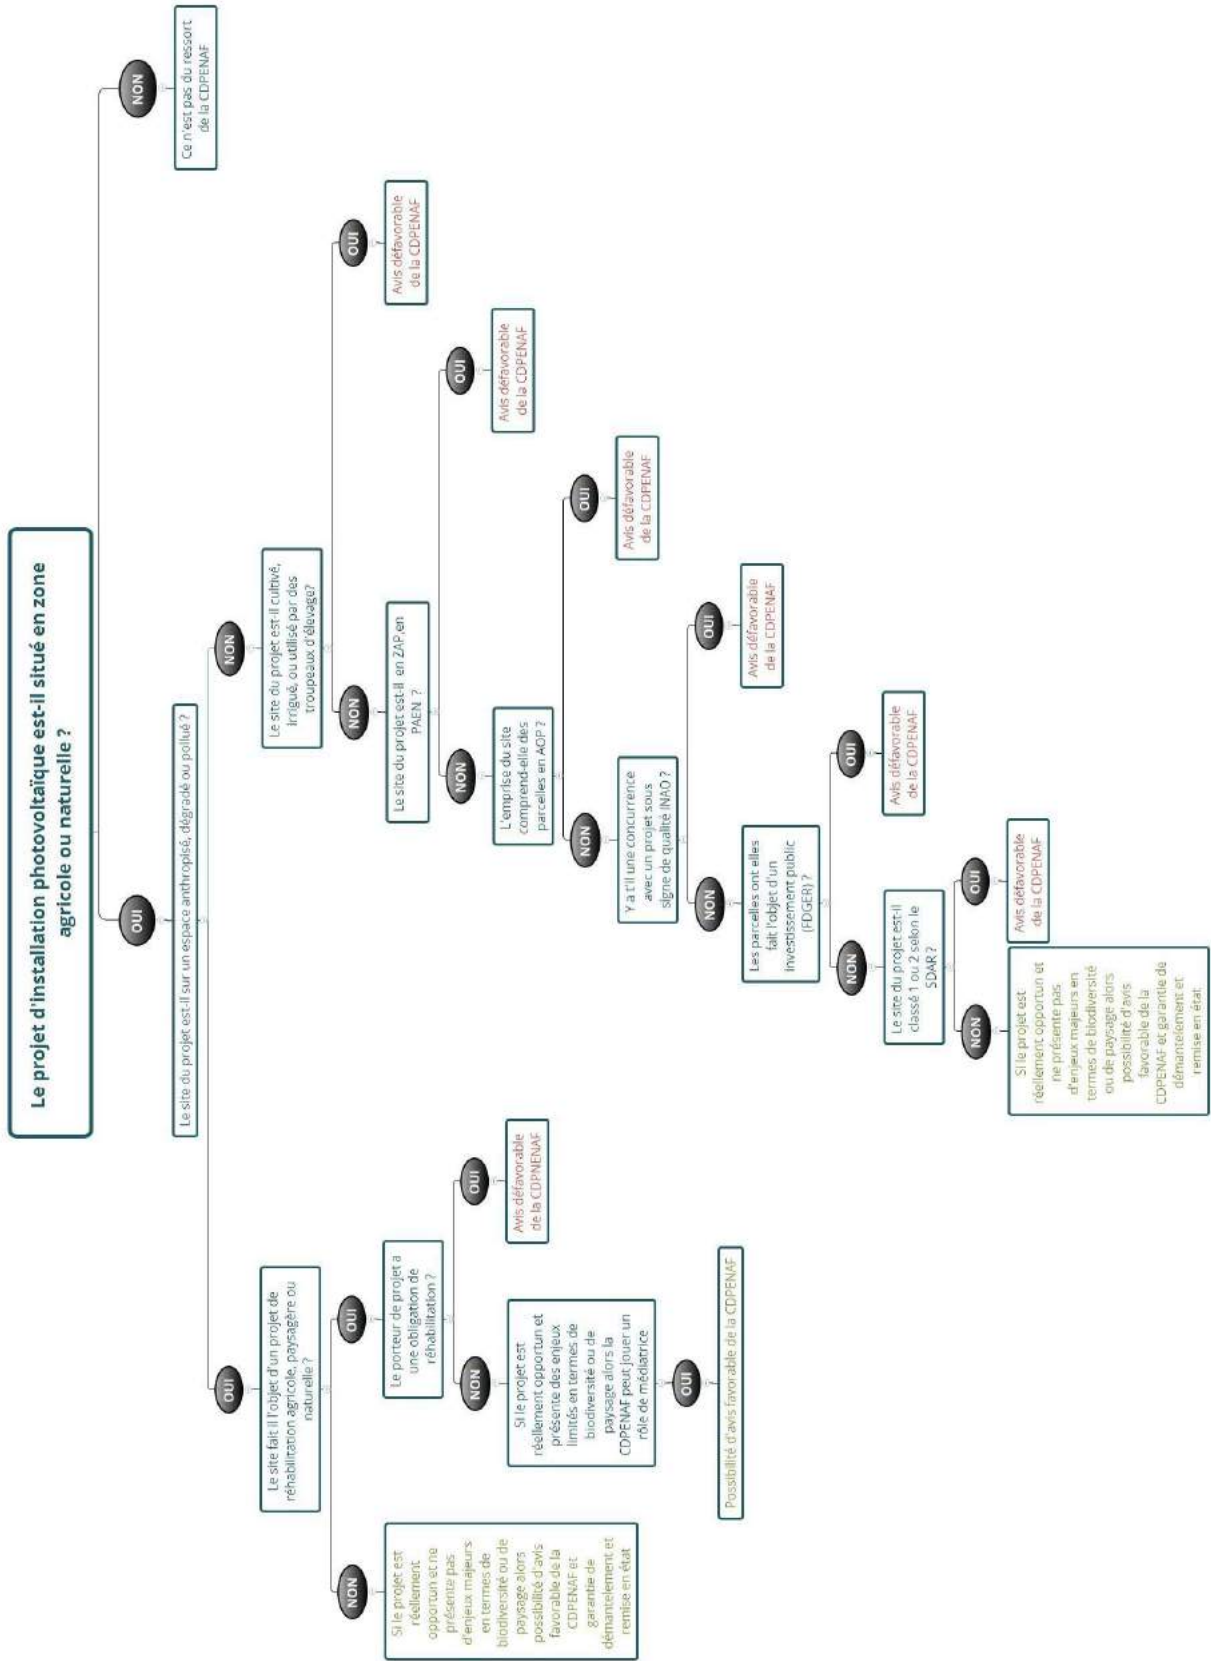 Le projet d'installation photovoltaïque est-il situé en zone
agricole ou naturelle ?
OUI
NON
Le site du projet est-il sur un espace anthropisé, dégradé ou pollué ?
Ce n'est pas du ressort
de la CDPENAF
OUI
NON
Le site fait il l'objet d'un projet de
réhabilitation agricole, paysagère ou
naturelle ?
Le site du projet est-il cultivé,
irrigué, ou utilisé par des
troupeaux d'élevage?
NON
OUI
NON
OUI
Si le projet est
réellement
opportun et ne
présente pas
d'enjeux majeurs
en termes de
biodiversité ou de
paysage alors
possibilité d'avis
favorable de la
CDPENAF et
garantie de
démantelement et
remise en état
Le porteur de projet a
une obligation de
réhabilitation ?
Le site du projet est-il en ZAP,en
PAEN ?
Avis défavorable
de la CDPENAF
NON
OUI
NON
OUI
Si le projet est
réellement opportun et
présente des enjeux
limités en termes de
biodiversité ou de
paysage alors la
CDPENAF peut jouer un
rôle de médiatrice
Avis défavorable
de la CDPNENAF
L'emprise du site
comprend-elle des
parcelles en AOP ?
Avis défavorable
de la CDPENAF
OUI
NON
OUI
Possibilité d'avis favorable de la CDPENAF
Y a t'il une concurrence
avec un projet sous
signe de qualité INAO ?
Avis défavorable
de la CDPENAF
NON
OUI
Les parcelles ont elles
fait l'objet d'un
investissement public
(FDGER) ?
Avis défavorable
de la CDPENAF
NON
OUI
Le site du projet est-il
classé 1 ou 2 selon le
SDAR ?
Avis défavorable
de la CDPENAF
NON
OUI
Si le projet est
réellement opportun et
ne présente pas
d'enjeux majeurs en
termes de biodiversité
ou de paysage alors
possibilité d'avis
favorable de la
CDPENAF et garantie de
démantelement et
remise en état
Avis défavorable
de la CDPENAF